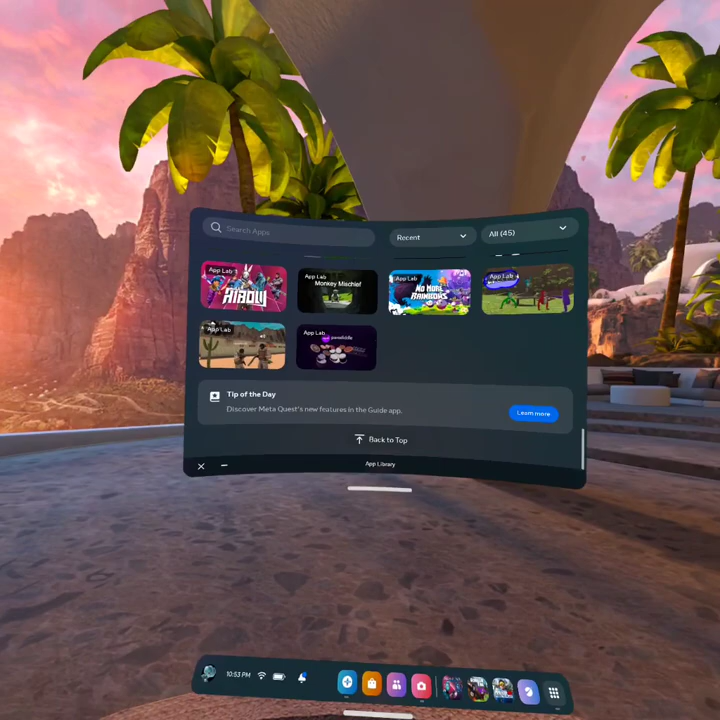 Search Apps
Recent
All (45)
App Lab
App Lab
Monkey Mischief
App Lab
NO MORE
RAINBOWS
App Lab
App Lab
App Lab
Tip of the Day
Discover Meta Quest's new features in the Guide app.
Learn more
Back to Top
App Library
10:53 PM